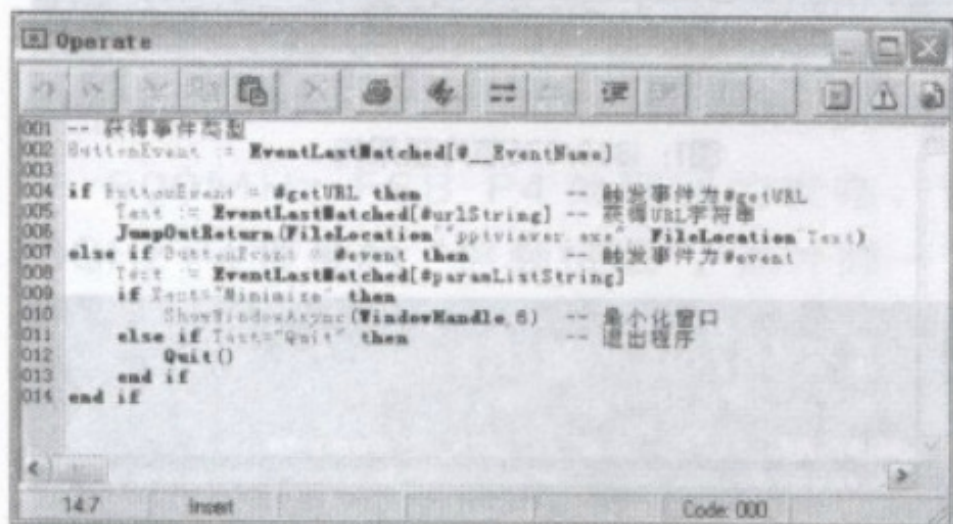 Operate
001 -- 获得事件类型
002 ButtonEvent := EventLastMatched[#__EventName]
003
004 if ButtonEvent = #getURL then -- 触发事件为#getURL
005 Text := EventLastMatched[#urlString] -- 获得URL字符串
006 JumpOutReturn(FileLocation^"pptviewer.exe", FileLocation^Text)
007 else if ButtonEvent = #event then -- 触发事件为#event
008 Text := EventLastMatched[#paramListString]
009 if Text="Minimize" then
010 ShowWindowAsync(WindowHandle,6) -- 最小化窗口
011 else if Text="Quit" then -- 退出程序
012 Quit()
013 end if
014 end if
14:7 Insert Code: 000